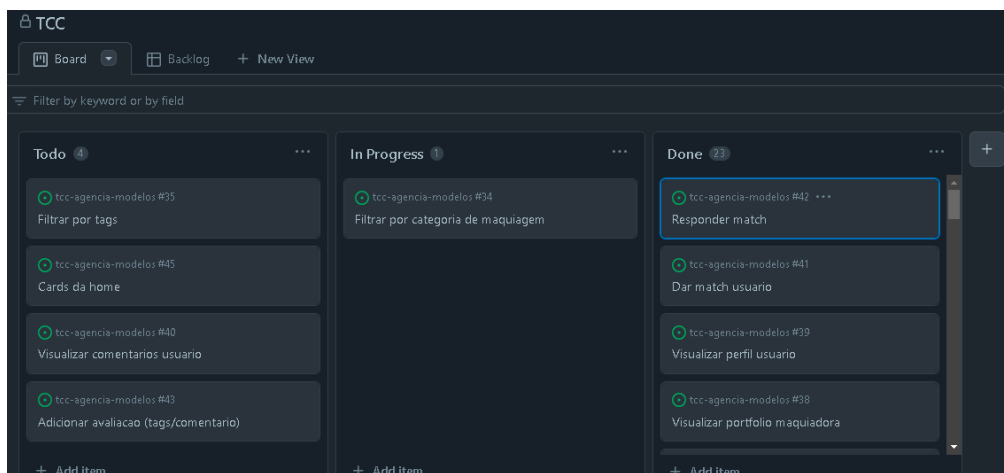 TCC
Board
Backlog
+ New View
Filter by keyword or by field
Todo 4
tcc-agencia-modelos #35
Filtrar por tags
tcc-agencia-modelos #45
Cards da home
tcc-agencia-modelos #40
Visualizar comentarios usuario
tcc-agencia-modelos #43
Adicionar avaliacao (tags/comentario)
+ Add item
In Progress 1
tcc-agencia-modelos #34
Filtrar por categoria de maquiagem
+ Add item
Done 23
tcc-agencia-modelos #42
Responder match
tcc-agencia-modelos #41
Dar match usuario
tcc-agencia-modelos #39
Visualizar perfil usuario
tcc-agencia-modelos #38
Visualizar portfolio maquiadora
+ Add item